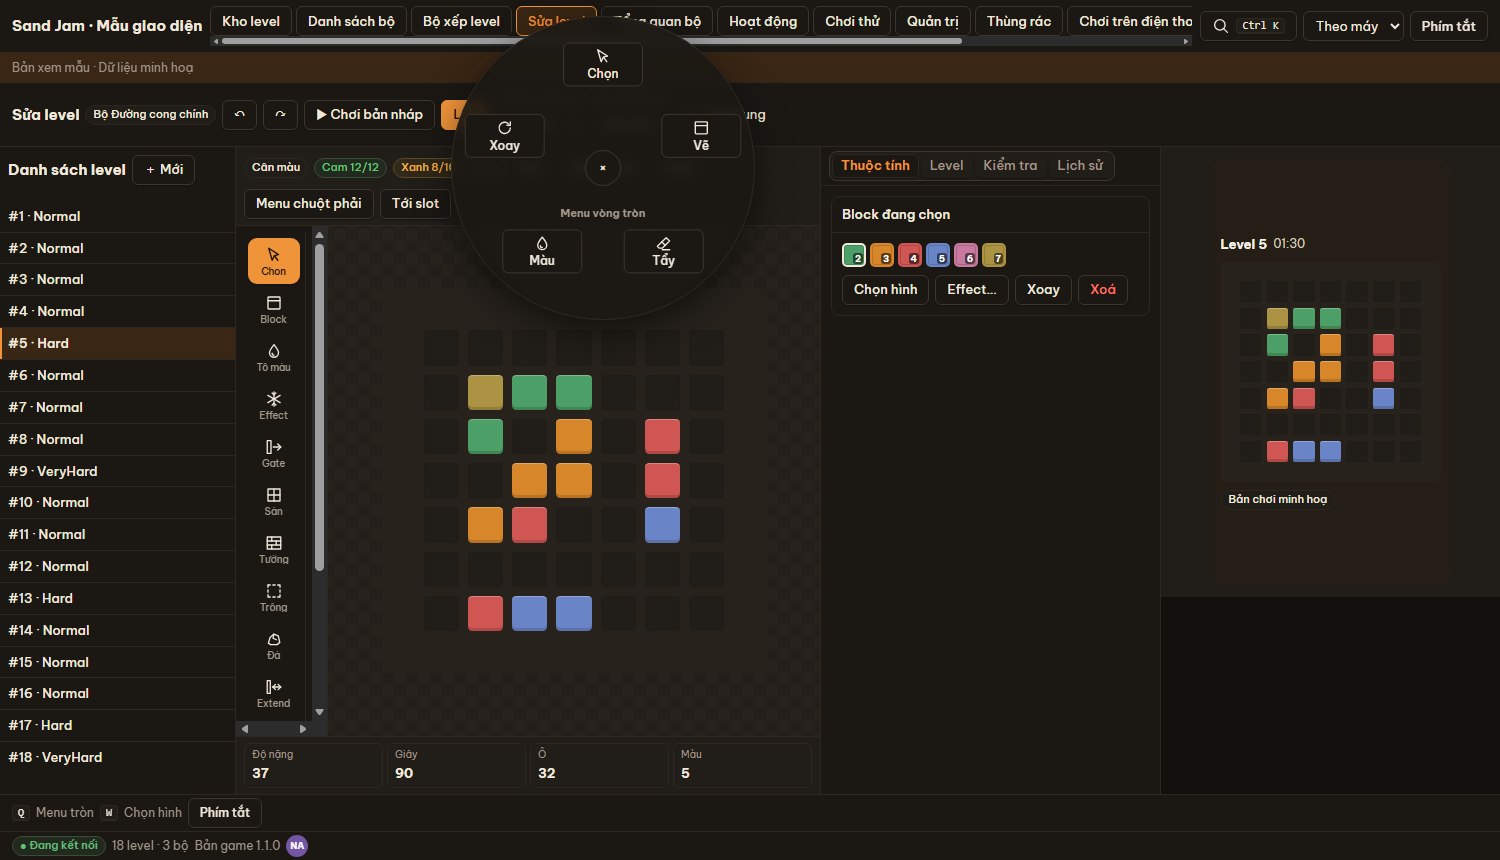 Sand Jam · Mẫu giao diện
Kho level
Danh sách bộ
Bộ xếp level
Sửa
Tổng quan bộ
Hoạt động
Chơi thử
Quản trị
Thùng rác
Chơi trên điện tho
Ctrl K
Theo máy
Phím tắt
Bản xem mẫu · Dữ liệu minh hoạ
Sửa level
Bộ Đường cong chính
Chơi bản nháp
Chọn
Xoay
Vẽ
Menu vòng tròn
Màu
Tẩy
Danh sách level
+ Mới
#1 · Normal
#2 · Normal
#3 · Normal
#4 · Normal
#5 · Hard
#6 · Normal
#7 · Normal
#8 · Normal
#9 · VeryHard
#10 · Normal
#11 · Normal
#12 · Normal
#13 · Hard
#14 · Normal
#15 · Normal
#16 · Normal
#17 · Hard
#18 · VeryHard
Cân màu
Cam 12/12
Xanh 8/10
Menu chuột phải
Tới slot
Chọn
Block
Tô màu
Effect
Gate
Sàn
Tường
Trống
Đá
Extend
Độ nặng
37
Giây
90
Ô
32
Màu
5
Thuộc tính
Level
Kiểm tra
Lịch sử
Block đang chọn
2 3 4 5 6 7
Chọn hình
Effect...
Xoay
Xoá
Level 5 01:30
Bản chơi minh hoạ
Q Menu tròn W Chọn hình Phím tắt
Đang kết nối 18 level · 3 bộ Bản game 1.1.0 NA